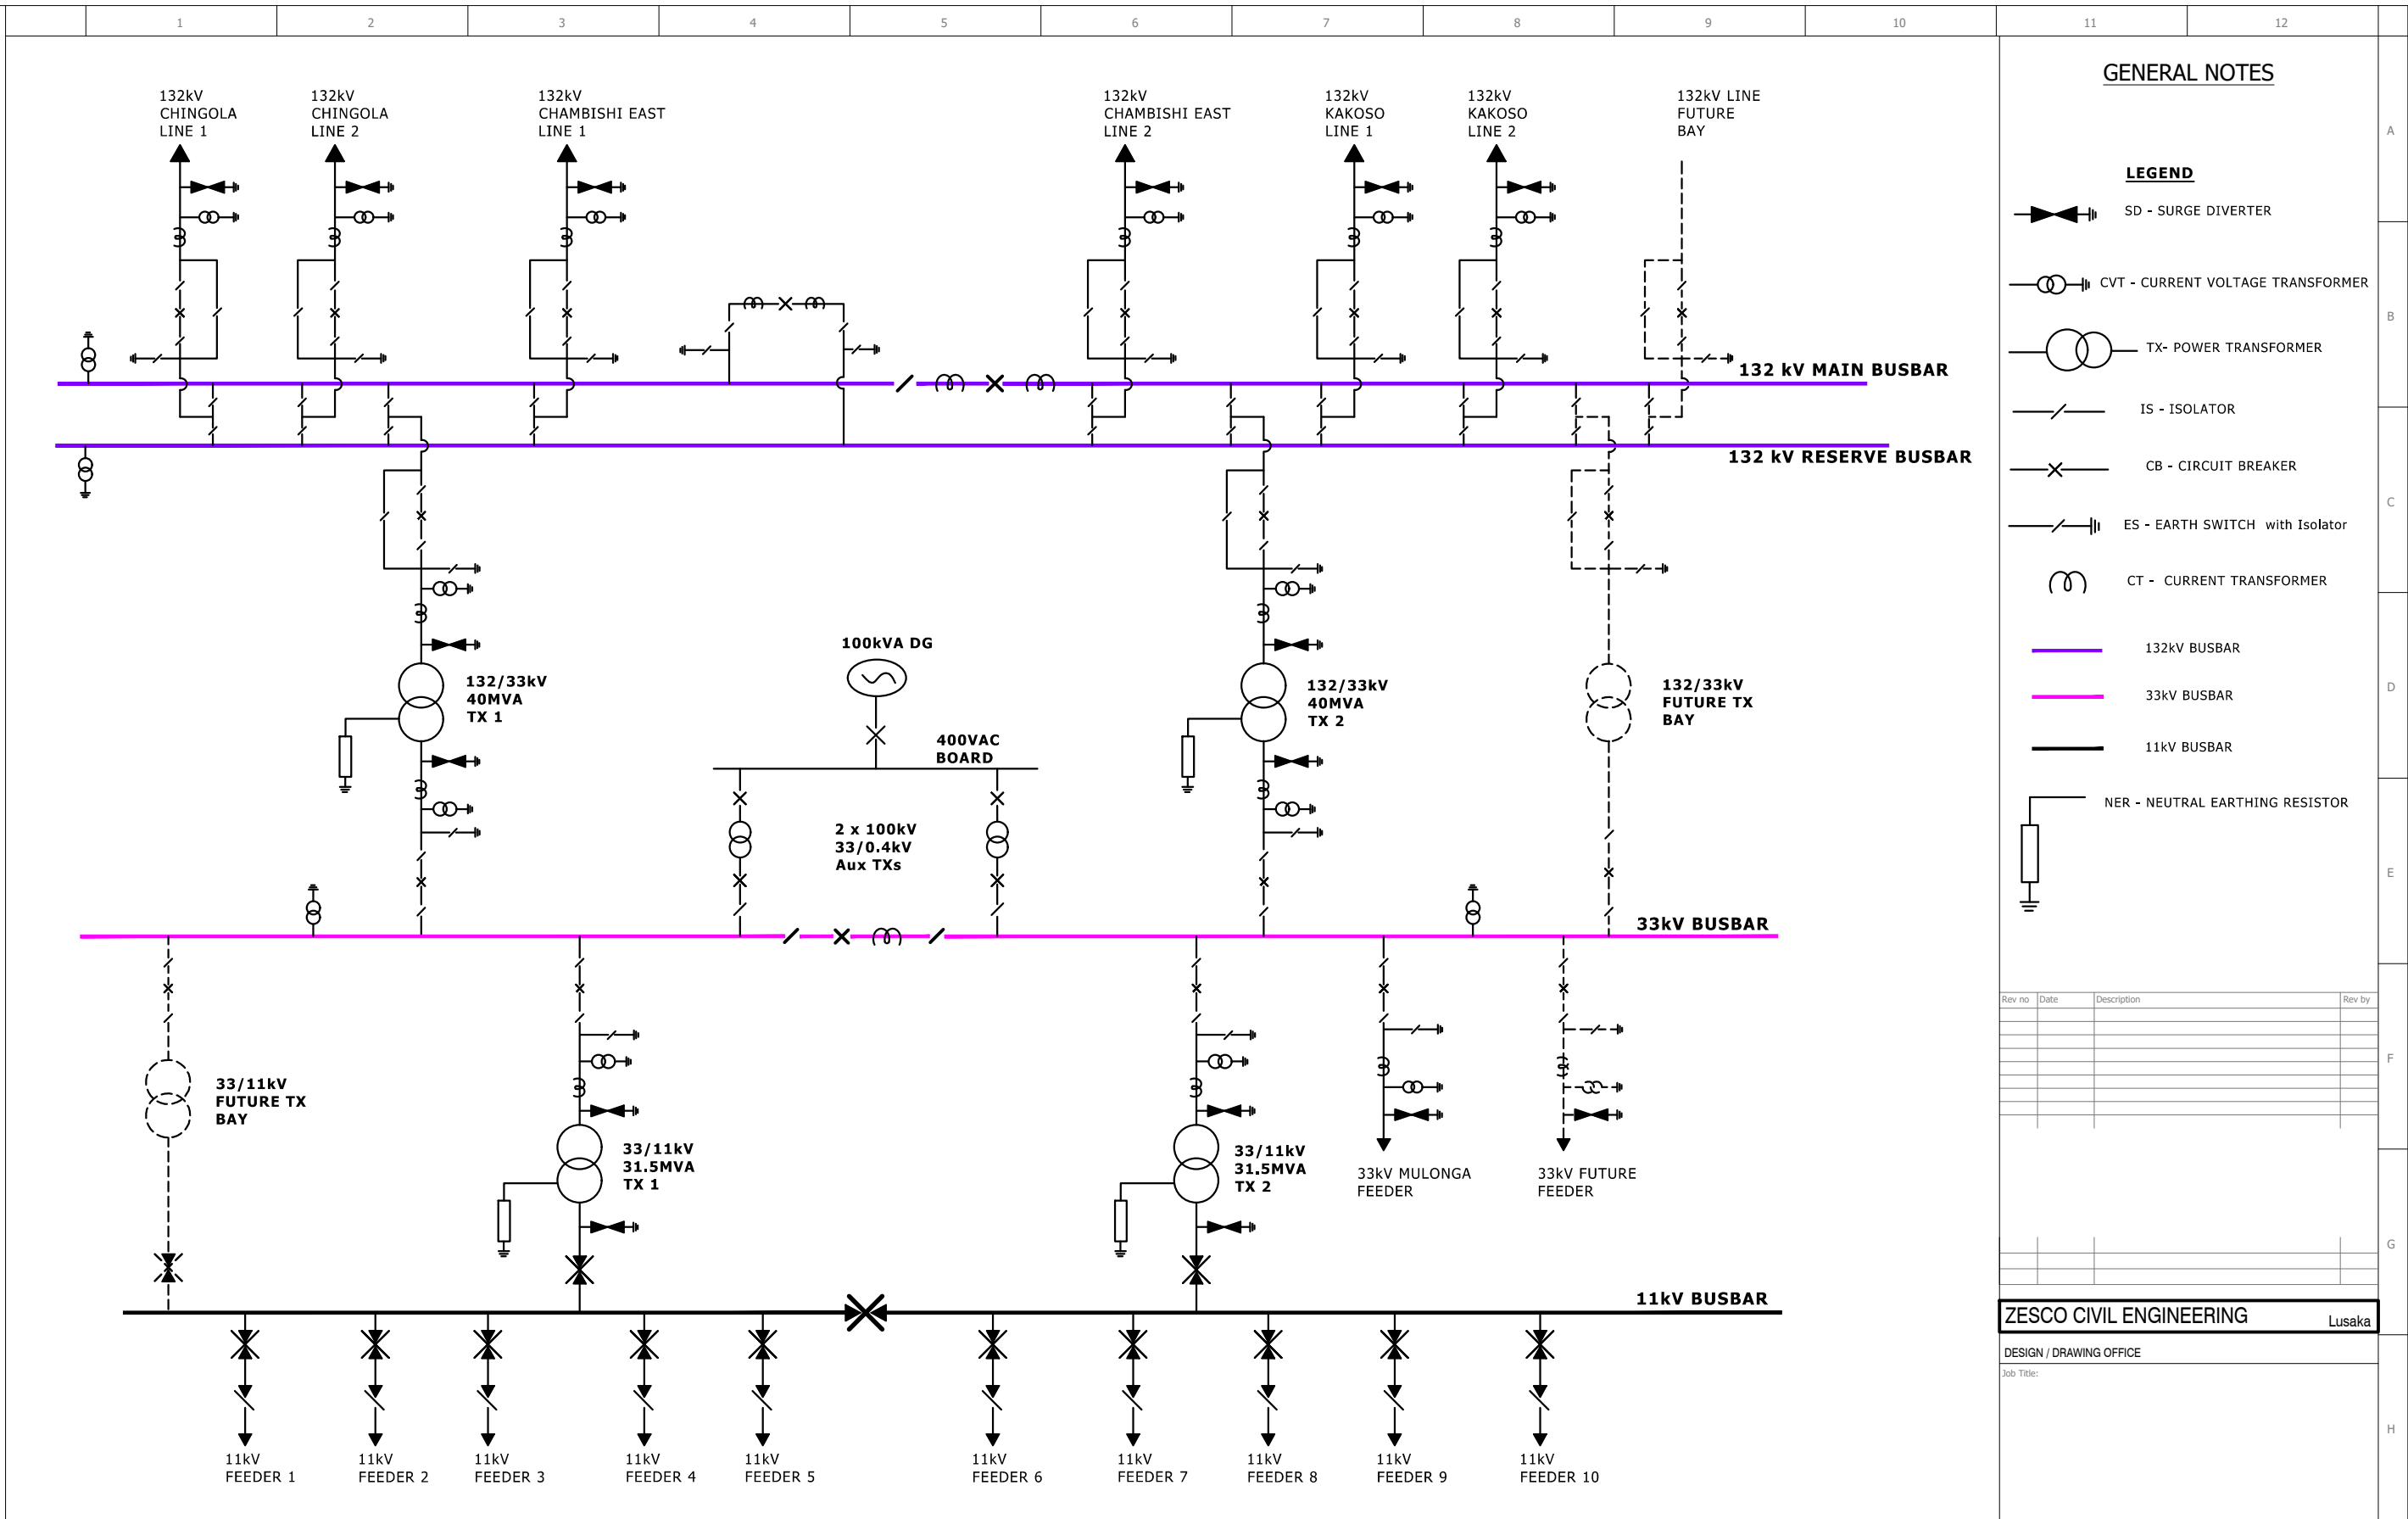 1 2 3 4 5 6 7 8 9 10 11 12
132kV
CHINGOLA
LINE 1
132kV
CHINGOLA
LINE 2
132kV
CHAMBISHI EAST
LINE 1
132kV
CHAMBISHI EAST
LINE 2
132kV
KAKOSO
LINE 1
132kV
KAKOSO
LINE 2
132kV LINE
FUTURE
BAY
132 kV MAIN BUSBAR
132 kV RESERVE BUSBAR
132/33kV
40MVA
TX 1
100kVA DG
400VAC
BOARD
2 x 100kV
33/0.4kV
Aux TXs
132/33kV
40MVA
TX 2
132/33kV
FUTURE TX
BAY
33kV BUSBAR
33/11kV
FUTURE TX
BAY
33/11kV
31.5MVA
TX 1
33/11kV
31.5MVA
TX 2
33kV MULONGA
FEEDER
33kV FUTURE
FEEDER
11kV BUSBAR
11kV
FEEDER 1
11kV
FEEDER 2
11kV
FEEDER 3
11kV
FEEDER 4
11kV
FEEDER 5
11kV
FEEDER 6
11kV
FEEDER 7
11kV
FEEDER 8
11kV
FEEDER 9
11kV
FEEDER 10
GENERAL NOTES
LEGEND
SD - SURGE DIVERTER
CVT - CURRENT VOLTAGE TRANSFORMER
TX- POWER TRANSFORMER
IS - ISOLATOR
CB - CIRCUIT BREAKER
ES - EARTH SWITCH with Isolator
CT - CURRENT TRANSFORMER
132kV BUSBAR
33kV BUSBAR
11kV BUSBAR
NER - NEUTRAL EARTHING RESISTOR
Rev no Date Description Rev by
ZESCO CIVIL ENGINEERING Lusaka
DESIGN / DRAWING OFFICE
Job Title:
A
B
C
D
E
F
G
H